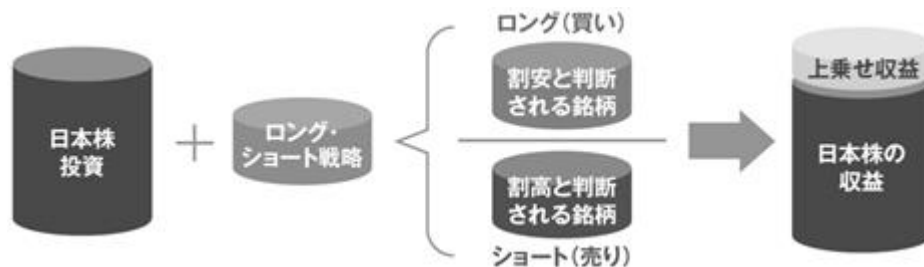 日本株
投資
ロング・
ショート戦略
ロング（買い）
割安と判断
される銘柄
割高と判断
される銘柄
ショート（売り）
上乗せ収益
日本株の
収益